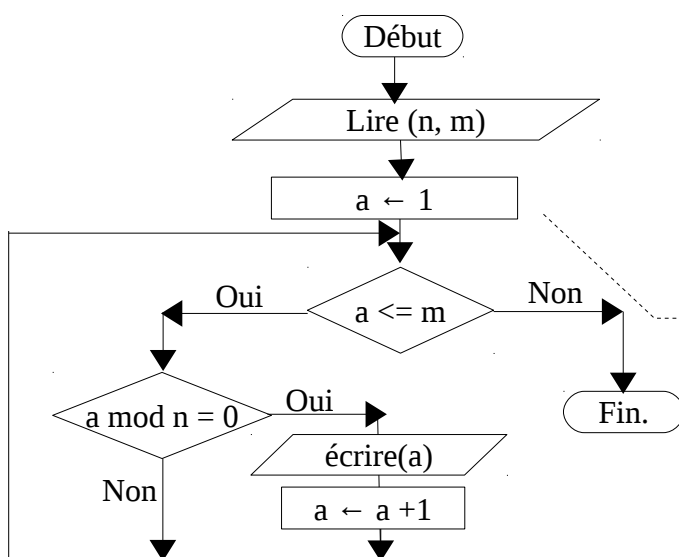 Début
Lire (n, m)
a ← 1
Oui
a <= m
Non
a mod n = 0
Oui
Fin.
écrire(a)
Non
a ← a +1